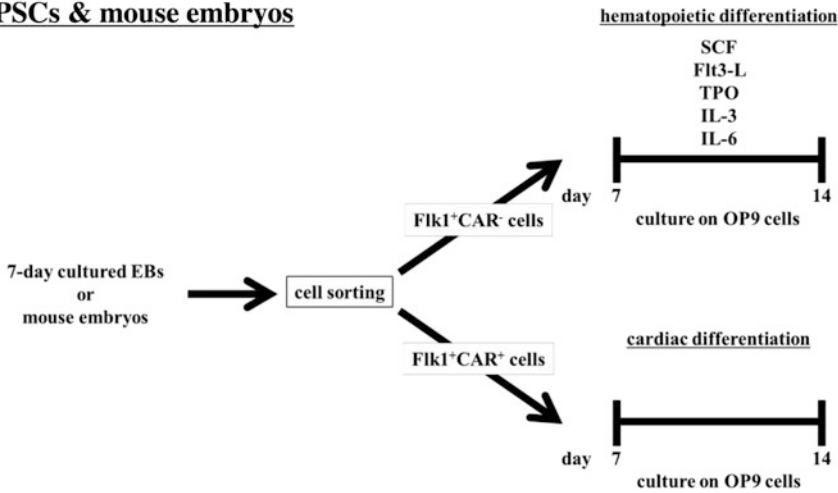 PSCs & mouse embryos
hematopoietic differentiation
SCF
Flt3-L
TPO
IL-3
IL-6
day
7
14
culture on OP9 cells
Flk1⁺CAR⁻ cells
7-day cultured EBs
or
mouse embryos
cell sorting
Flk1⁺CAR⁺ cells
cardiac differentiation
day
7
14
culture on OP9 cells